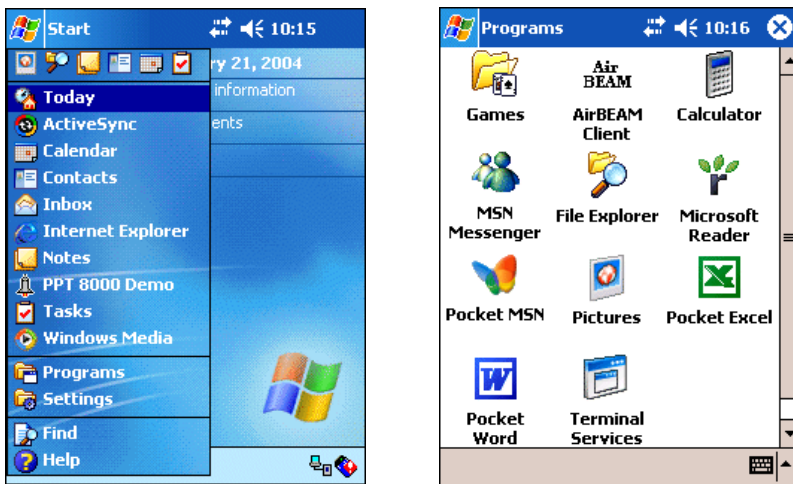 Start 10:15
ry 21, 2004
Today
information
ActiveSync
ents
Calendar
Contacts
Inbox
Internet Explorer
Notes
PPT 8000 Demo
Tasks
Windows Media
Programs
Settings
Find
Help
Programs 10:16
Games
Air
BEAM
AirBEAM
Client
Calculator
MSN
Messenger
File Explorer
Microsoft
Reader
Pocket MSN
Pictures
Pocket Excel
Pocket
Word
Terminal
Services